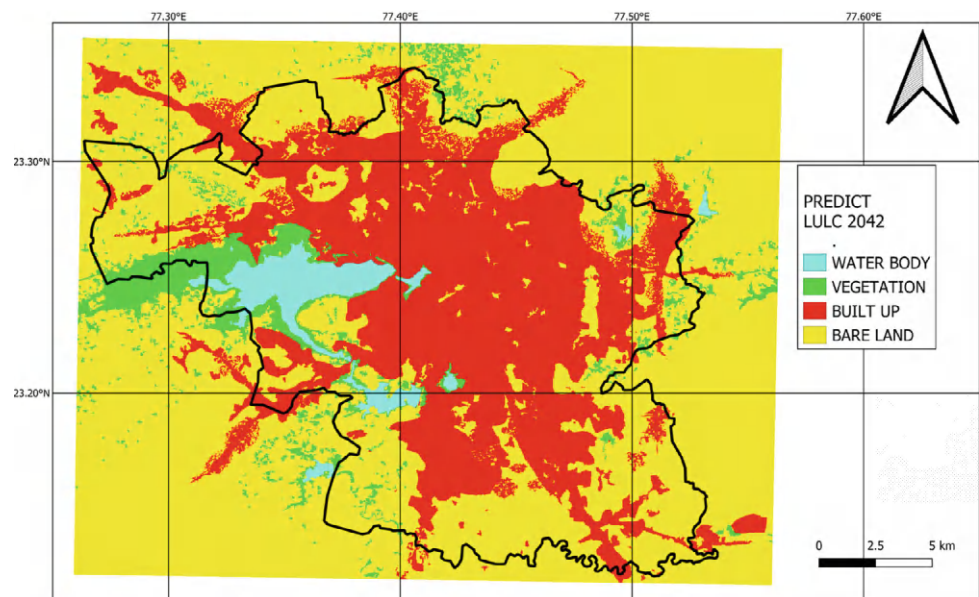 77.30°E 77.40°E 77.50°E 77.60°E
23.30°N
PREDICT
LULC 2042
.
WATER BODY
VEGETATION
BUILT UP
BARE LAND
23.20°N
0 2.5 5 km